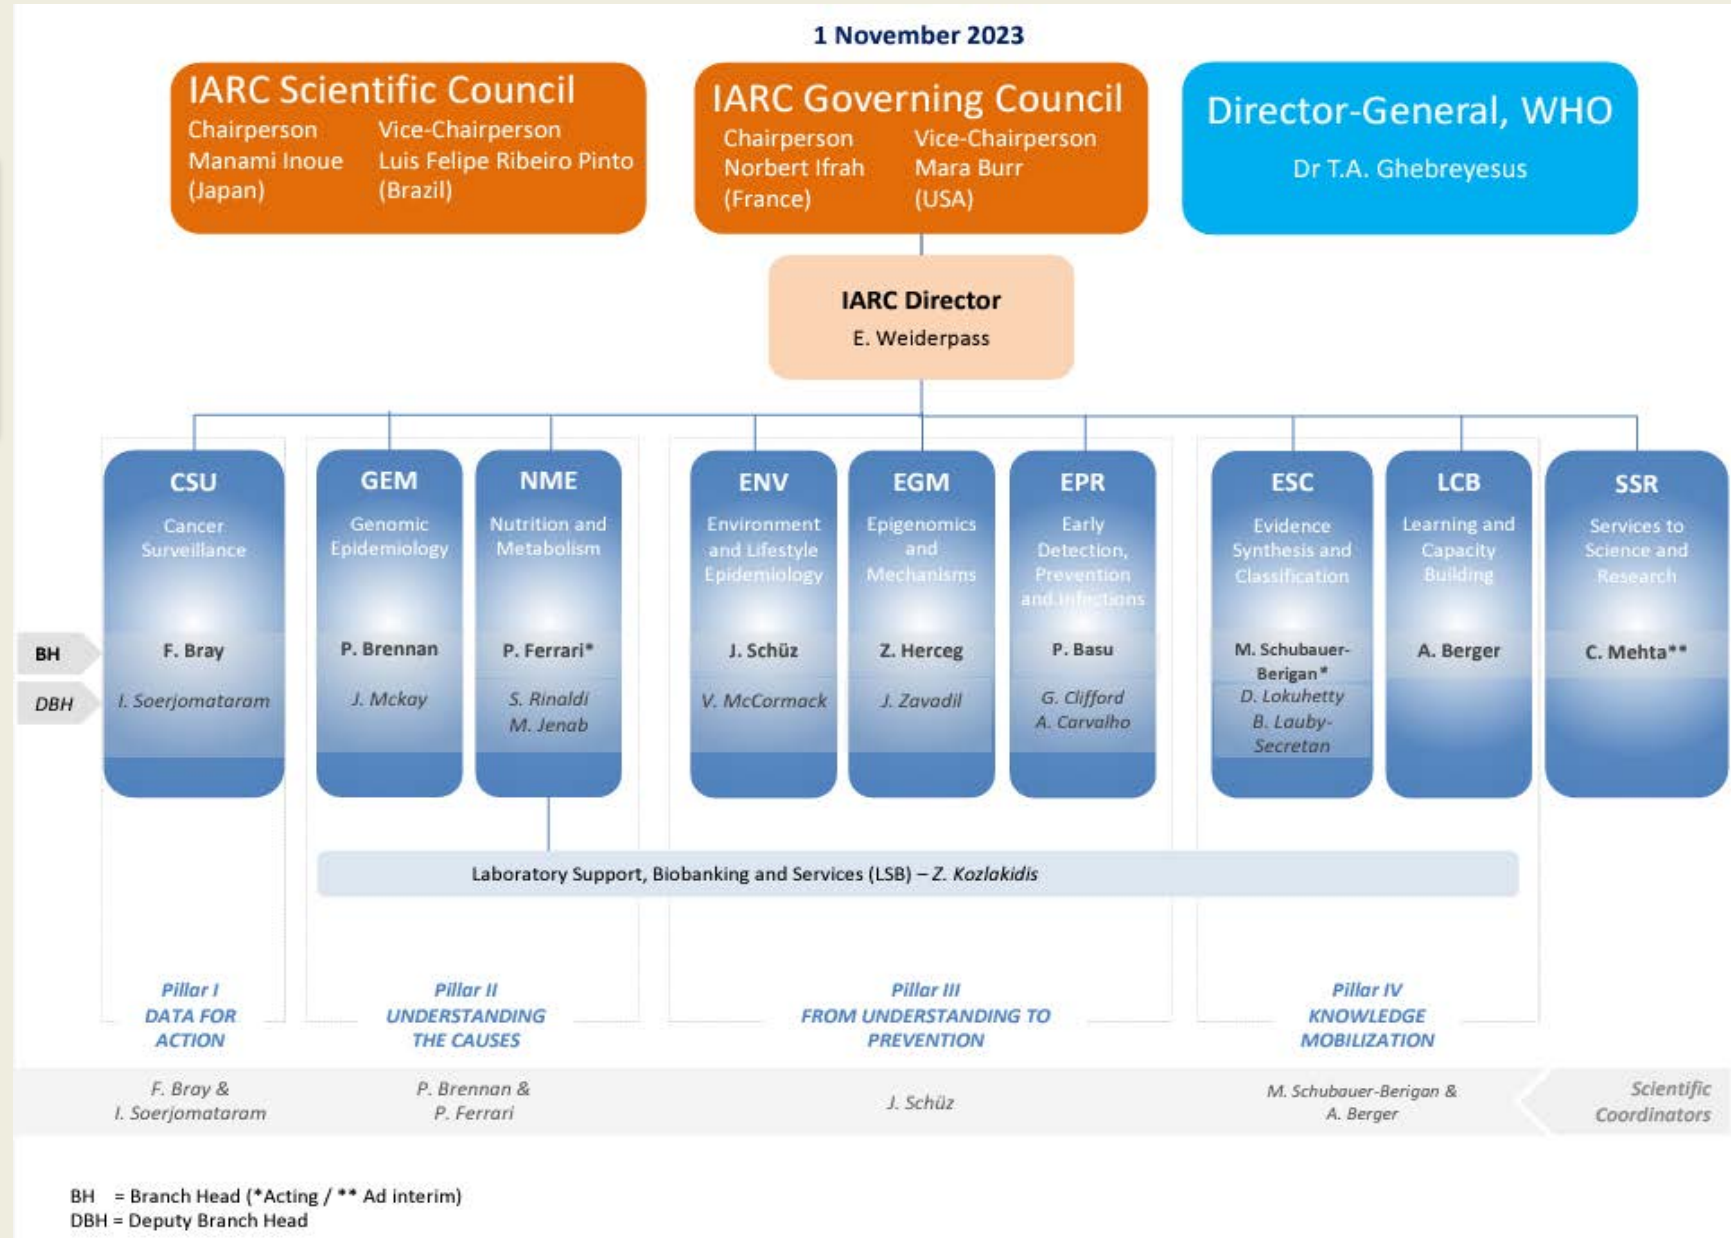 1 November 2023
IARC Scientific Council
Chairperson
Manami Inoue
(Japan)
Vice-Chairperson
Luis Felipe Ribeiro Pinto
(Brazil)
IARC Governing Council
Chairperson
Norbert Ifrah
(France)
Vice-Chairperson
Mara Burr
(USA)
Director-General, WHO
Dr T.A. Ghebreyesus
IARC Director
E. Weiderpass
CSU
Cancer
Surveillance
F. Bray
I. Soerjomataram
GEM
Genomic
Epidemiology
P. Brennan
J. Mckay
NME
Nutrition and
Metabolism
P. Ferrari*
S. Rinaldi
M. Jenab
ENV
Environment
and Lifestyle
Epidemiology
J. Schüz
V. McCormack
EGM
Epigenomics
and
Mechanisms
Z. Herceg
J. Zavadil
EPR
Early
Detection,
Prevention
and Infections
P. Basu
G. Clifford
A. Carvalho
ESC
Evidence
Synthesis and
Classification
M. Schubauer-
Berigan*
D. Lokuhetty
B. Lauby-
Secretan
LCB
Learning and
Capacity
Building
A. Berger
SSR
Services to
Science and
Research
C. Mehta**
BH
DBH
Laboratory Support, Biobanking and Services (LSB) – Z. Kozlakidis
Pillar I
DATA FOR
ACTION
Pillar II
UNDERSTANDING
THE CAUSES
Pillar III
FROM UNDERSTANDING TO
PREVENTION
Pillar IV
KNOWLEDGE
MOBILIZATION
F. Bray &
I. Soerjomataram
P. Brennan &
P. Ferrari
J. Schüz
M. Schubauer-Berigan &
A. Berger
Scientific
Coordinators
BH = Branch Head (*Acting / ** Ad interim)
DBH = Deputy Branch Head